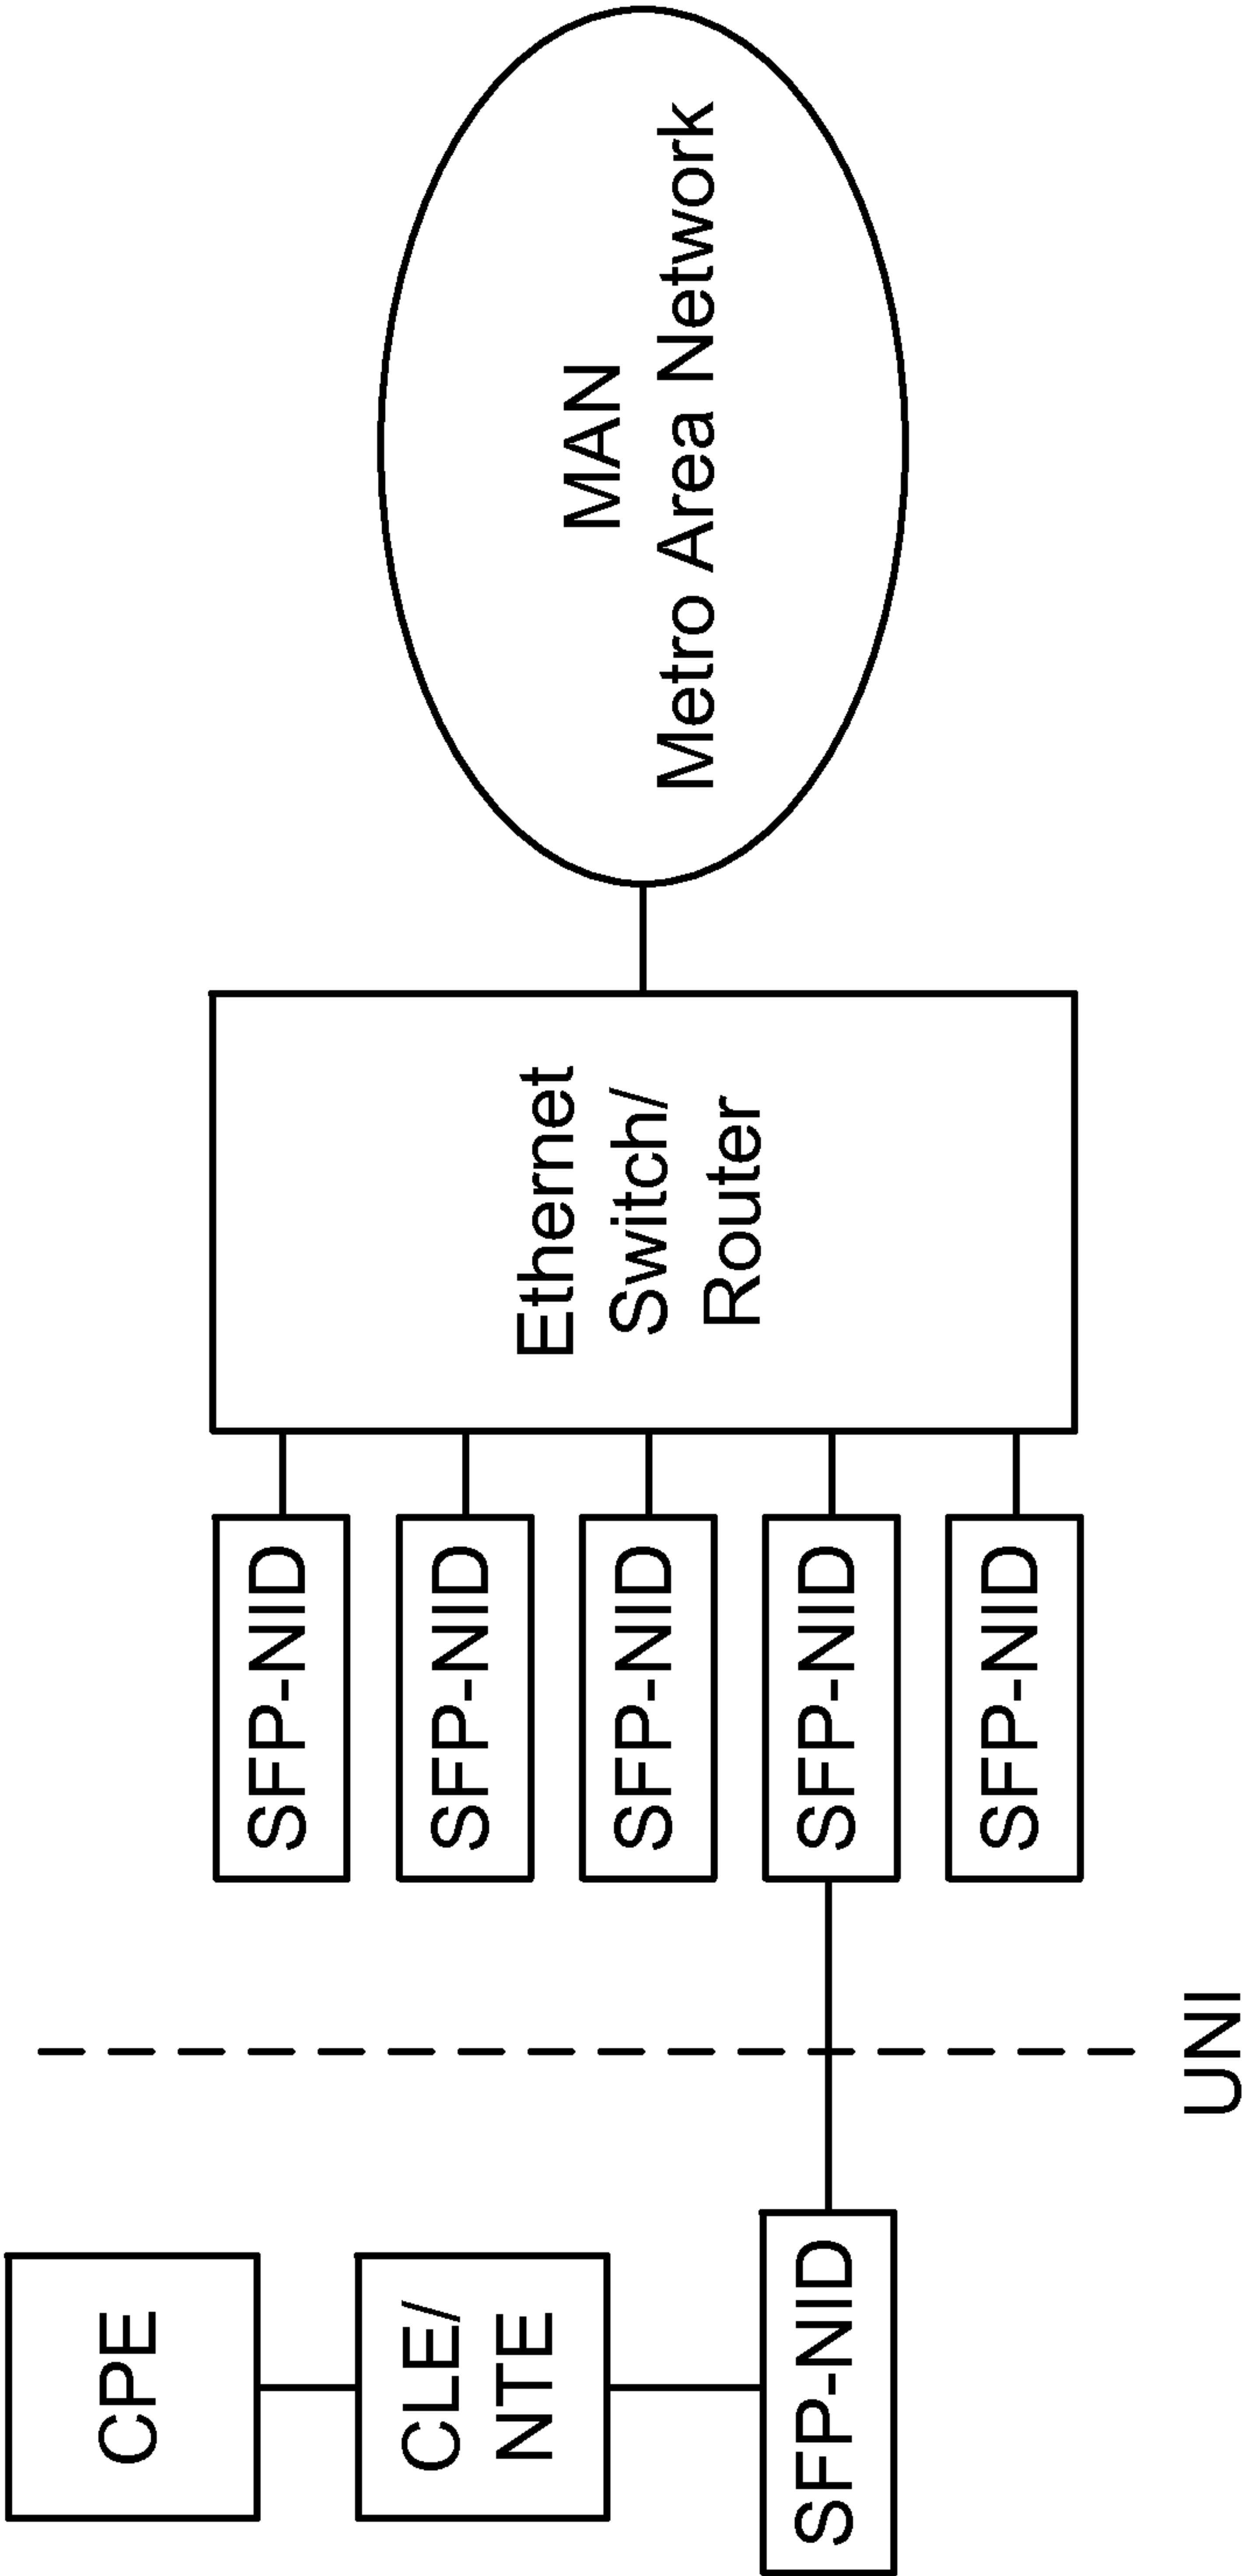 CPE
CLE/
NTE
SFP-NID
UNI
SFP-NID
SFP-NID
SFP-NID
SFP-NID
SFP-NID
Ethernet
Switch/
Router
MAN
Metro Area Network